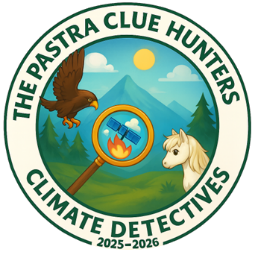 THE PASTRA CLUE HUNTERS
CLIMATE DETECTIVES
2025-2026